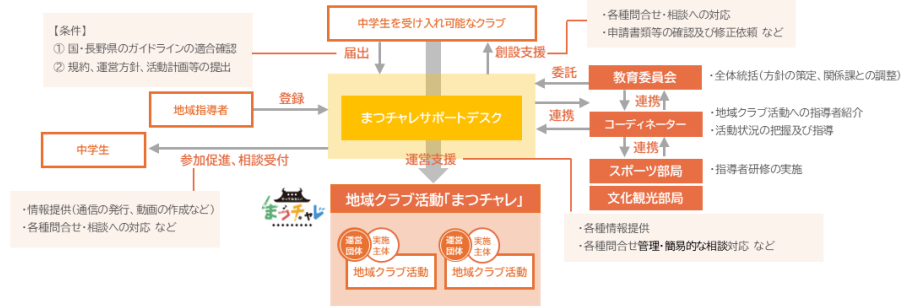 中学生を受け入れ可能なクラブ
・各種問合せ・相談への対応
・申請書類等の確認及び修正依頼 など
【条件】
① 国・長野県のガイドラインの適合確認
② 規約、運営方針、活動計画等の提出
届出
創設支援
委託
教育委員会
・全体統括(方針の策定、関係課との調整)
地域指導者
登録
まつチャレサポートデスク
連携
連携
コーディネーター
・地域クラブ活動への指導者紹介
・活動状況の把握及び指導
連携
中学生
参加促進、相談受付
運営支援
スポーツ部局
・指導者研修の実施
文化観光部局
・情報提供(通信の発行、動画の作成など)
・各種問合せ・相談への対応 など
まつチャレ
地域クラブ活動「まつチャレ」
・各種情報提供
・各種問合せ管理・簡易的な相談対応 など
運営
団体
実施
主体
地域クラブ活動
運営
団体
実施
主体
地域クラブ活動